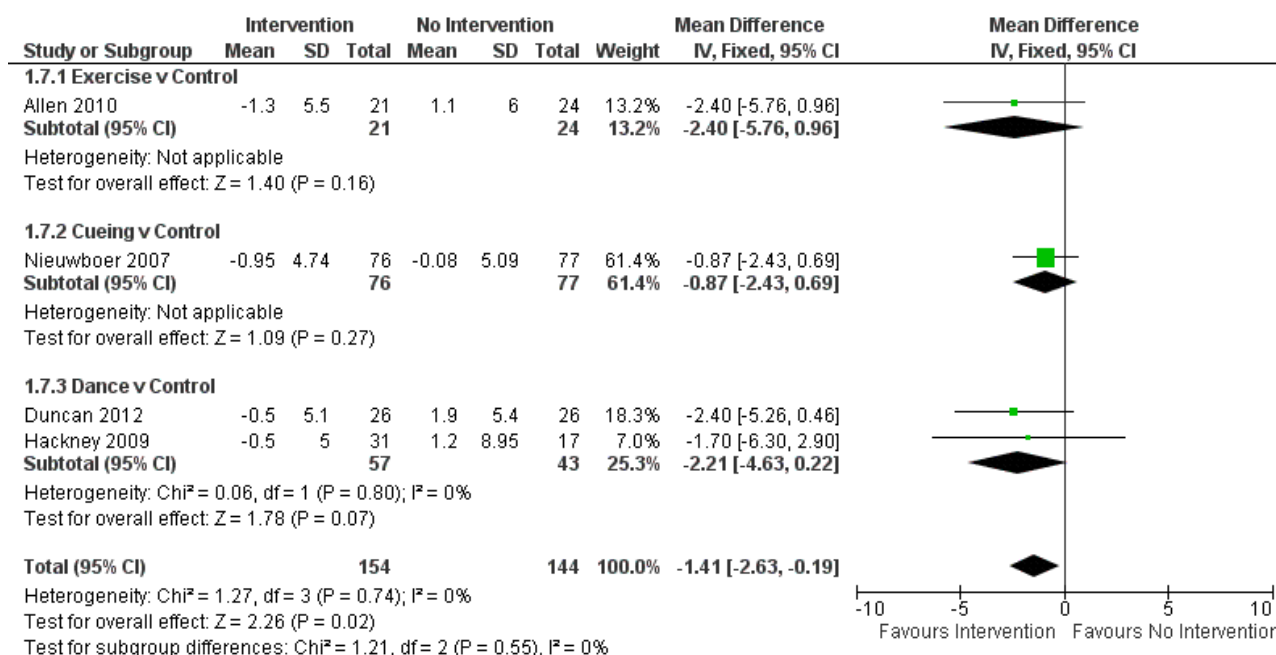 Intervention No Intervention Mean Difference Mean Difference
Study or Subgroup Mean SD Total Mean SD Total Weight IV, Fixed, 95% CI IV, Fixed, 95% CI
1.7.1 Exercise v Control
Allen 2010 -1.3 5.5 21 1.1 6 24 13.2% -2.40 [-5.76, 0.96]
Subtotal (95% CI) 21 24 13.2% -2.40 [-5.76, 0.96]
Heterogeneity: Not applicable
Test for overall effect: Z = 1.40 (P = 0.16)
1.7.2 Cueing v Control
Nieuwboer 2007 -0.95 4.74 76 -0.08 5.09 77 61.4% -0.87 [-2.43, 0.69]
Subtotal (95% CI) 76 77 61.4% -0.87 [-2.43, 0.69]
Heterogeneity: Not applicable
Test for overall effect: Z = 1.09 (P = 0.27)
1.7.3 Dance v Control
Duncan 2012 -0.5 5.1 26 1.9 5.4 26 18.3% -2.40 [-5.26, 0.46]
Hackney 2009 -0.5 5 31 1.2 8.95 17 7.0% -1.70 [-6.30, 2.90]
Subtotal (95% CI) 57 43 25.3% -2.21 [-4.63, 0.22]
Heterogeneity: Chi² = 0.06, df = 1 (P = 0.80); I² = 0%
Test for overall effect: Z = 1.78 (P = 0.07)
Total (95% CI) 154 144 100.0% -1.41 [-2.63, -0.19]
Heterogeneity: Chi² = 1.27, df = 3 (P = 0.74); I² = 0%
Test for overall effect: Z = 2.26 (P = 0.02)
Test for subgroup differences: Chi² = 1.21, df = 2 (P = 0.55), I² = 0%
-10 -5 0 5 10
Favours Intervention Favours No Intervention